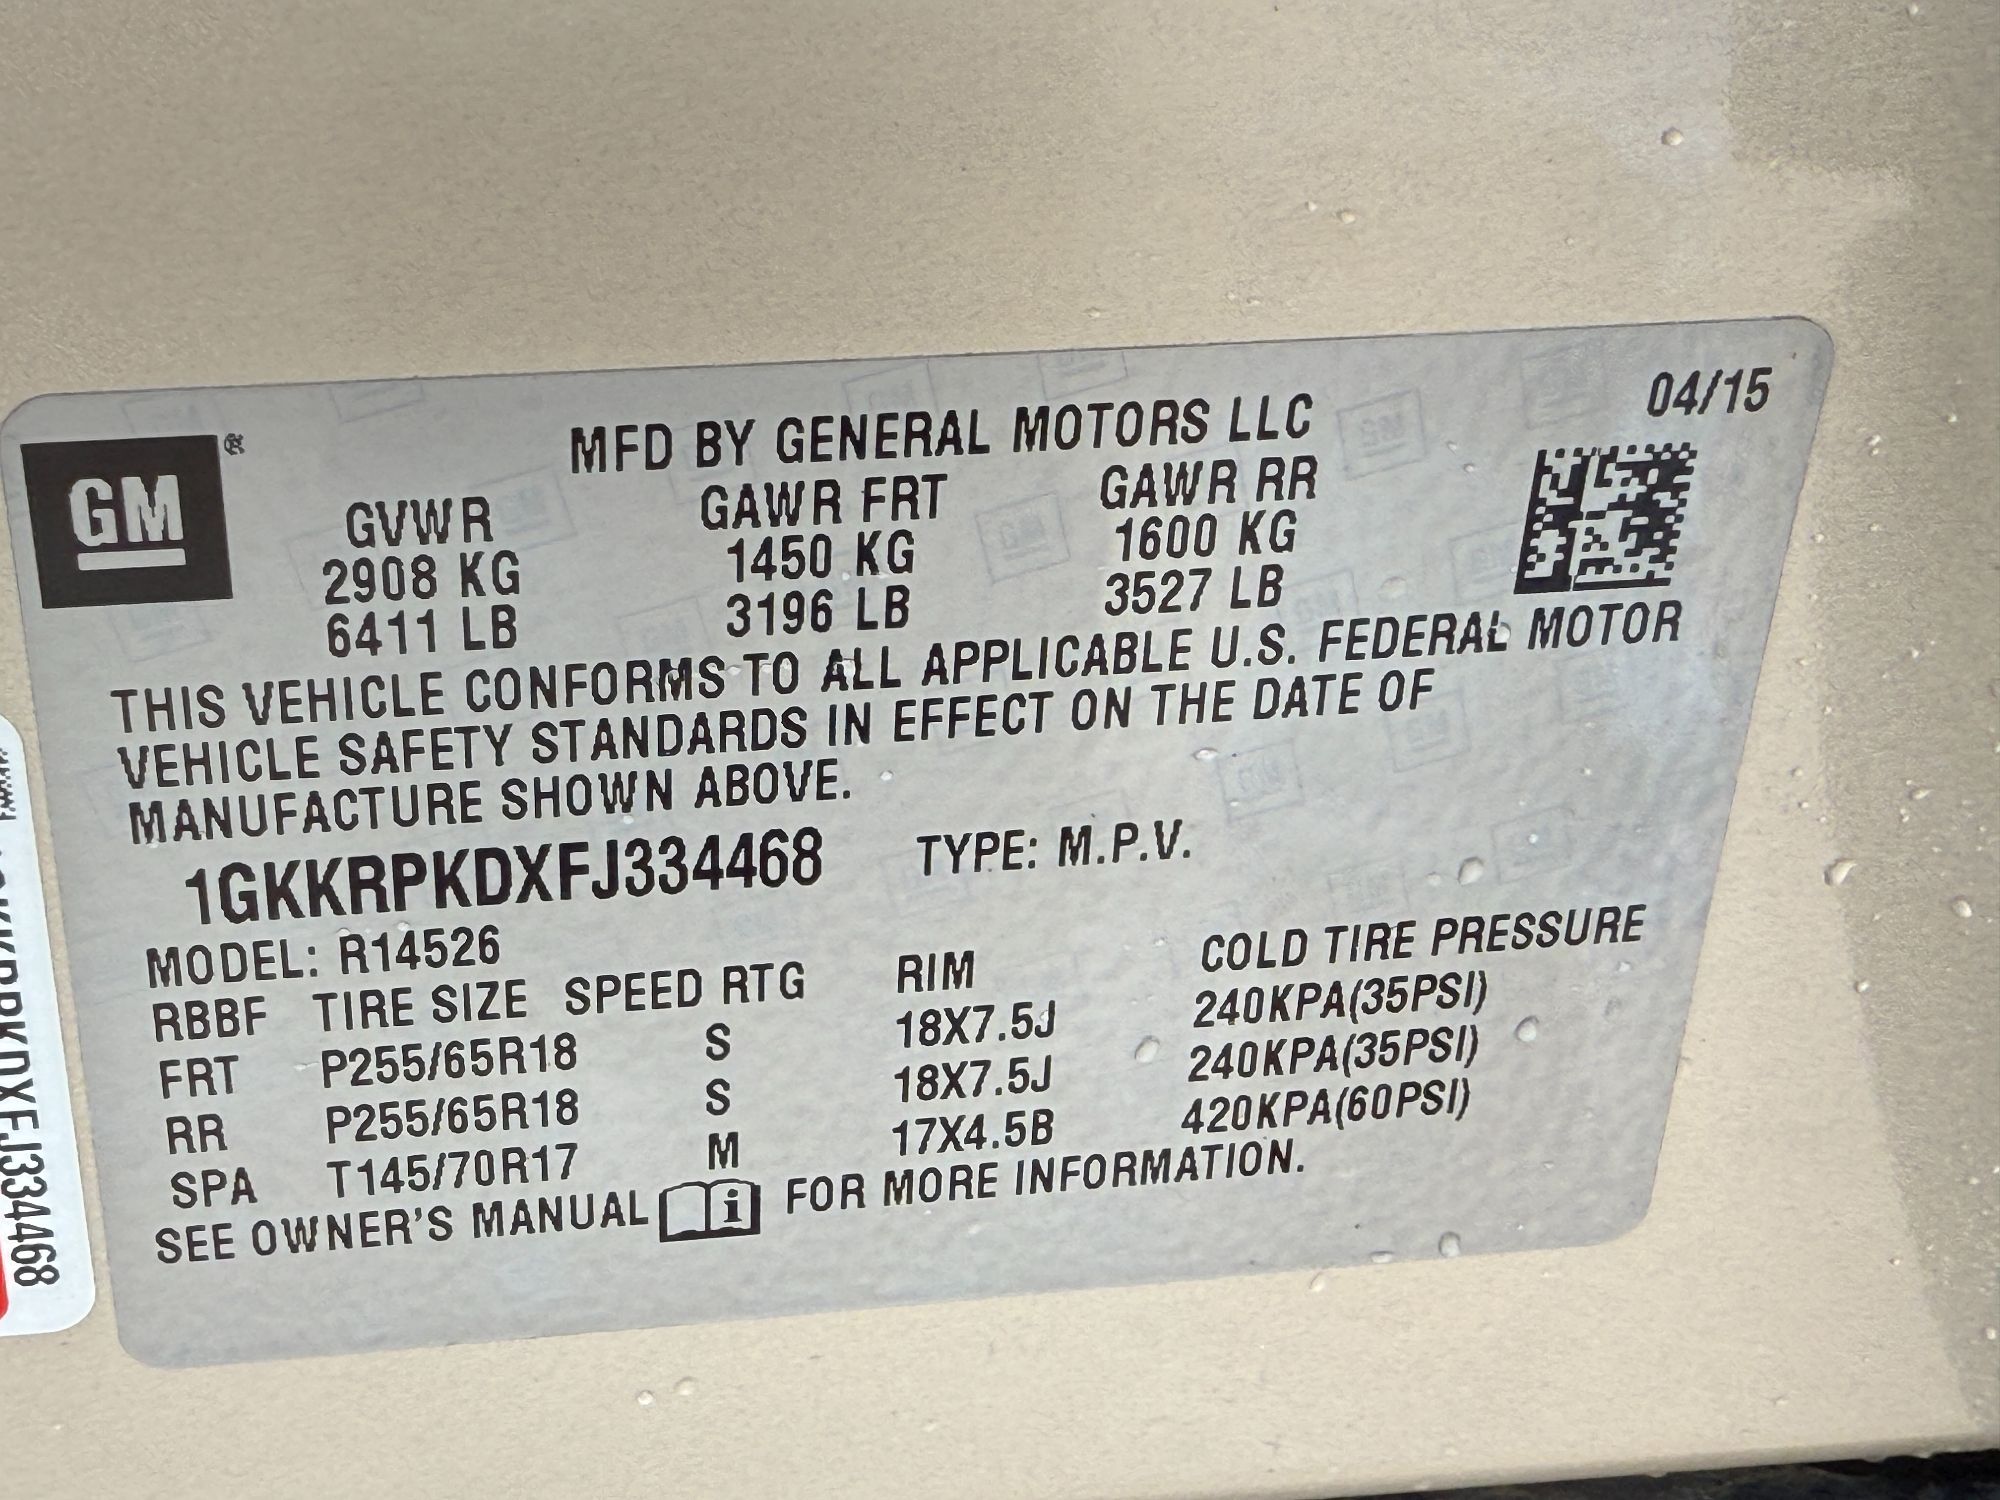 04/15
GM®
MFD BY GENERAL MOTORS LLC
GVWR GAWR FRT GAWR RR
2908 KG 1450 KG 1600 KG
6411 LB 3196 LB 3527 LB
THIS VEHICLE CONFORMS TO ALL APPLICABLE U.S. FEDERAL MOTOR
VEHICLE SAFETY STANDARDS IN EFFECT ON THE DATE OF
MANUFACTURE SHOWN ABOVE.
1GKKRPKDXFJ334468 TYPE: M.P.V.
MODEL: R14526
RBBF TIRE SIZE SPEED RTG RIM COLD TIRE PRESSURE
FRT P255/65R18 S 18X7.5J 240KPA(35PSI)
RR P255/65R18 S 18X7.5J 240KPA(35PSI)
SPA T145/70R17 M 17X4.5B 420KPA(60PSI)
SEE OWNER'S MANUAL i FOR MORE INFORMATION.
KKRPKDXFJ334468